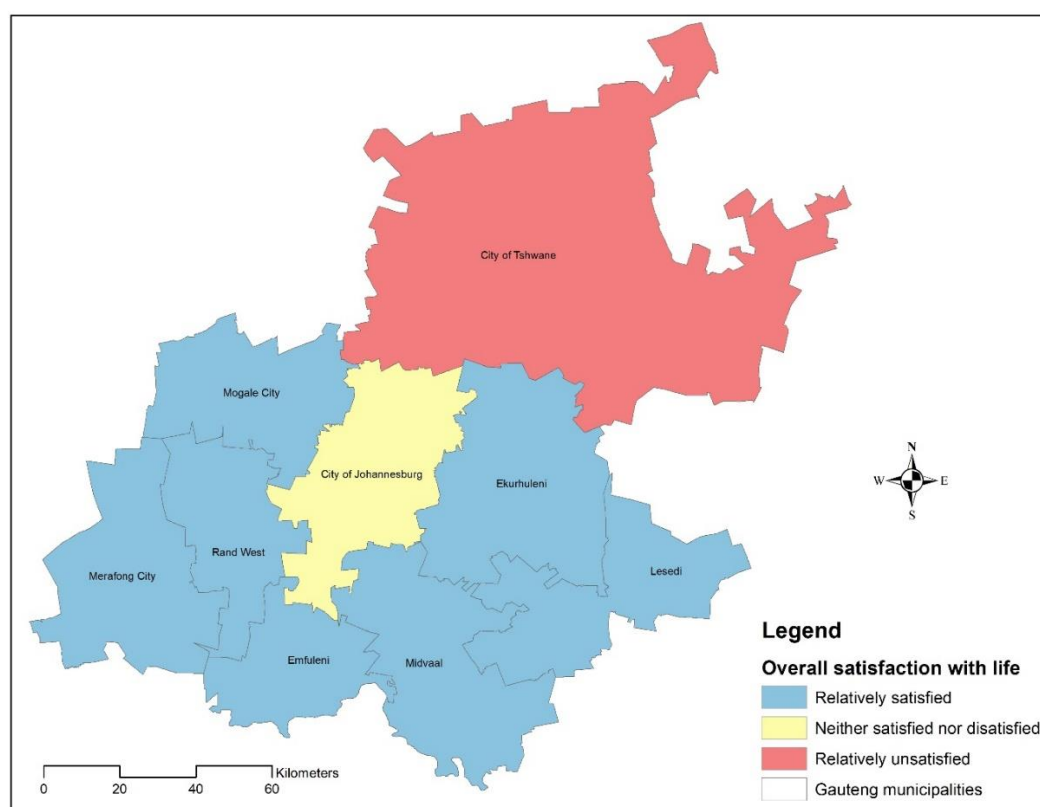 City of Tshwane
Mogale City
City of Johannesburg
Ekurhuleni
Rand West
Merafong City
Lesedi
Emfuleni
Midvaal
N
W E
S
Legend
Overall satisfaction with life
Relatively satisfied
Neither satisfied nor disatisfied
Relatively unsatisfied
Gauteng municipalities
Kilometers
0 20 40 60